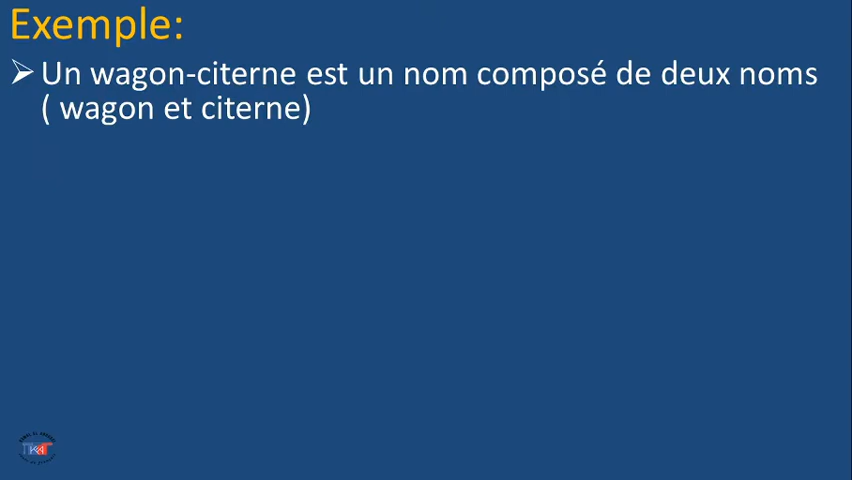 Exemple:
➢ Un wagon-citerne est un nom composé de deux noms
( wagon et citerne)